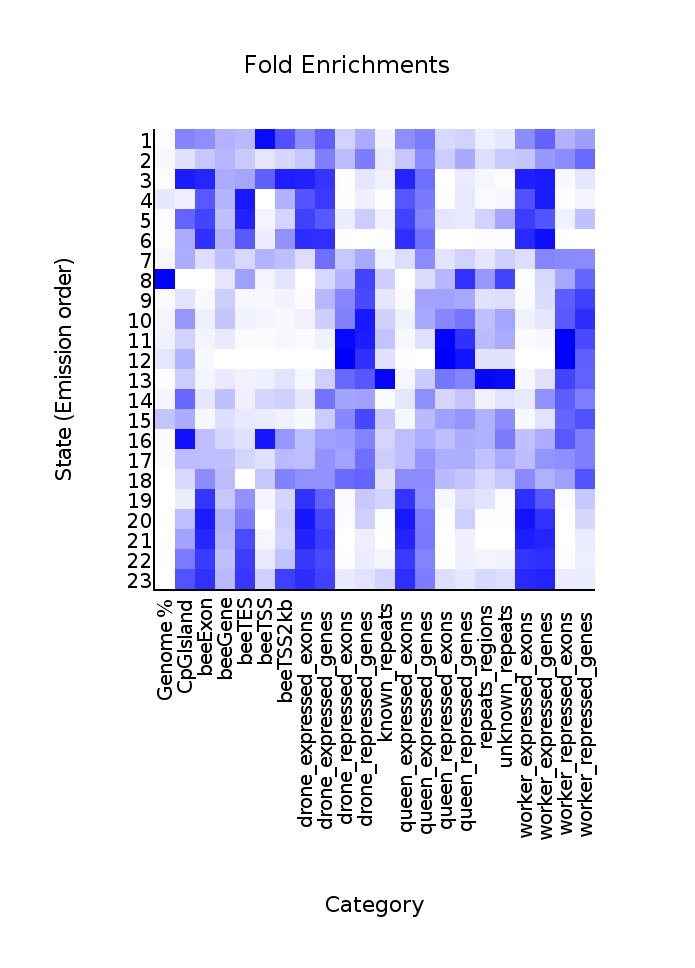 Fold Enrichments
State (Emission order)
1
2
3
4
5
6
7
8
9
10
11
12
13
14
15
16
17
18
19
20
21
22
23
Genome %
CpGIsland
beeExon
beeGene
beeTES
beeTSS
beeTSS2kb
drone_expressed_exons
drone_expressed_genes
drone_repressed_exons
drone_repressed_genes
known_repeats
queen_expressed_exons
queen_expressed_genes
queen_repressed_exons
queen_repressed_genes
repeats_regions
unknown_repeats
worker_expressed_exons
worker_expressed_genes
worker_repressed_exons
worker_repressed_genes
Category